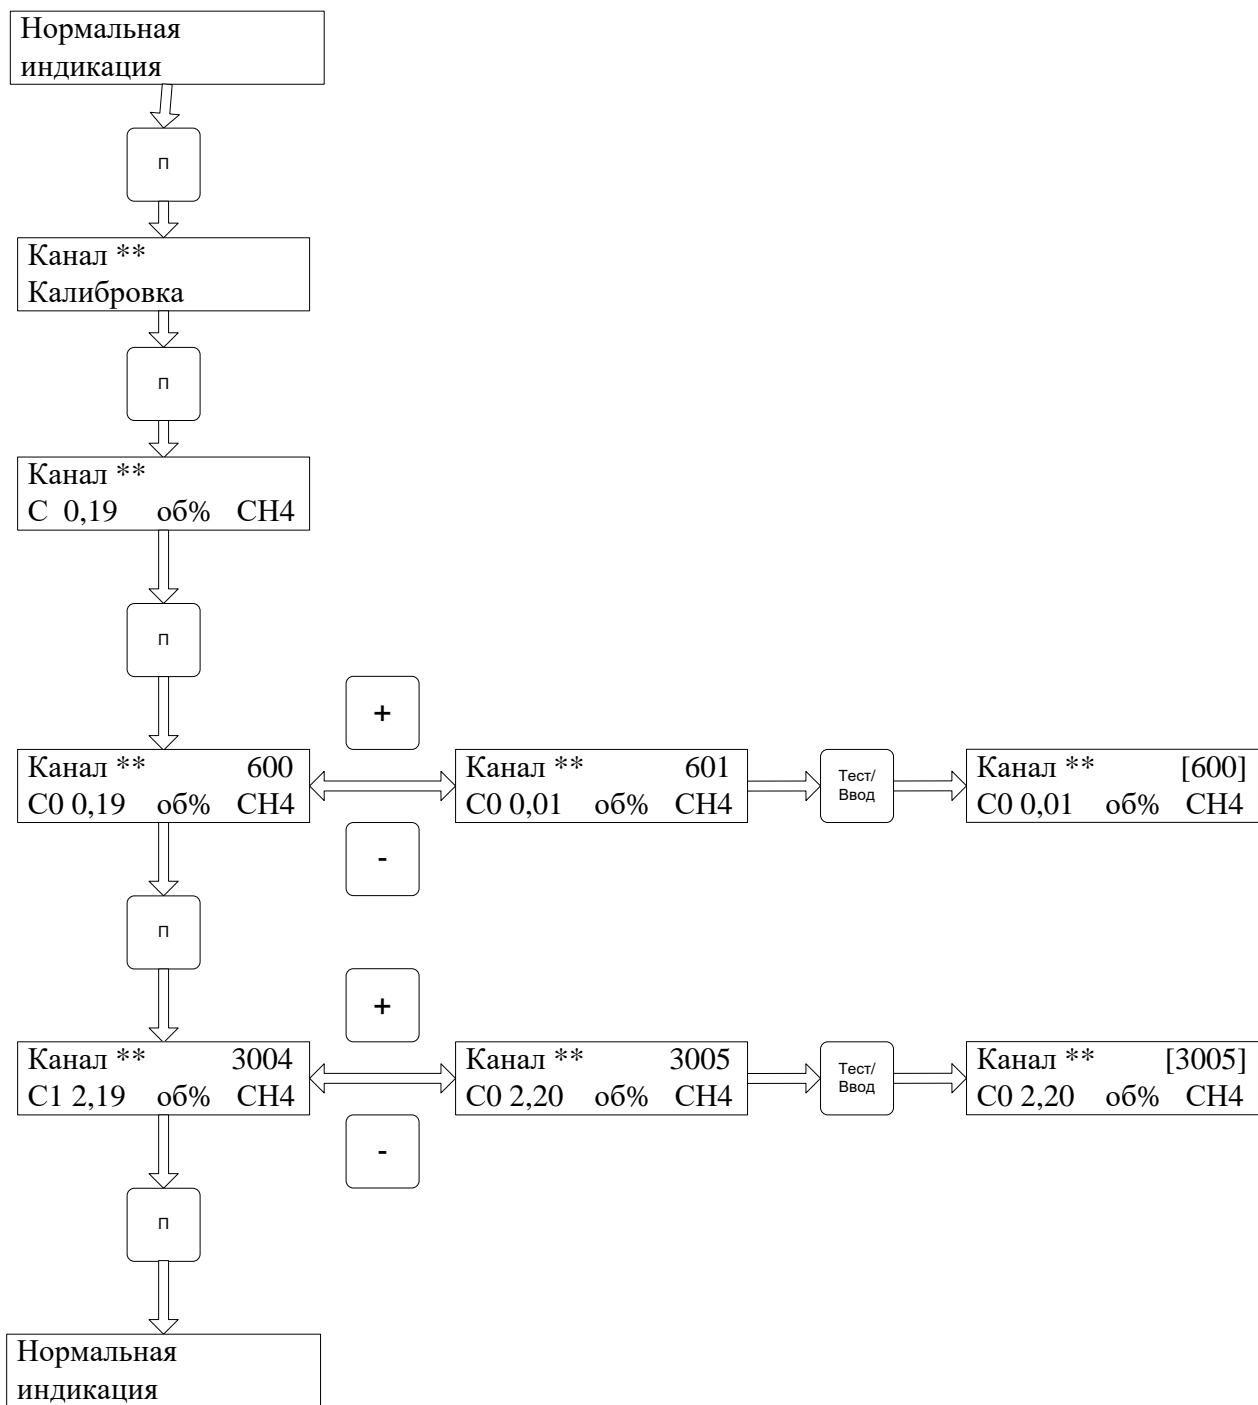 Нормальная
индикация
П
Канал **
Калибровка
П
Канал **
С 0,19 об% СН4
П
+
Канал ** 600
С0 0,19 об% СН4
Канал ** 601
С0 0,01 об% СН4
Тест/
Ввод
Канал ** [600]
С0 0,01 об% СН4
-
П
+
Канал ** 3004
С1 2,19 об% СН4
Канал ** 3005
С0 2,20 об% СН4
Тест/
Ввод
Канал ** [3005]
С0 2,20 об% СН4
-
П
Нормальная
индикация